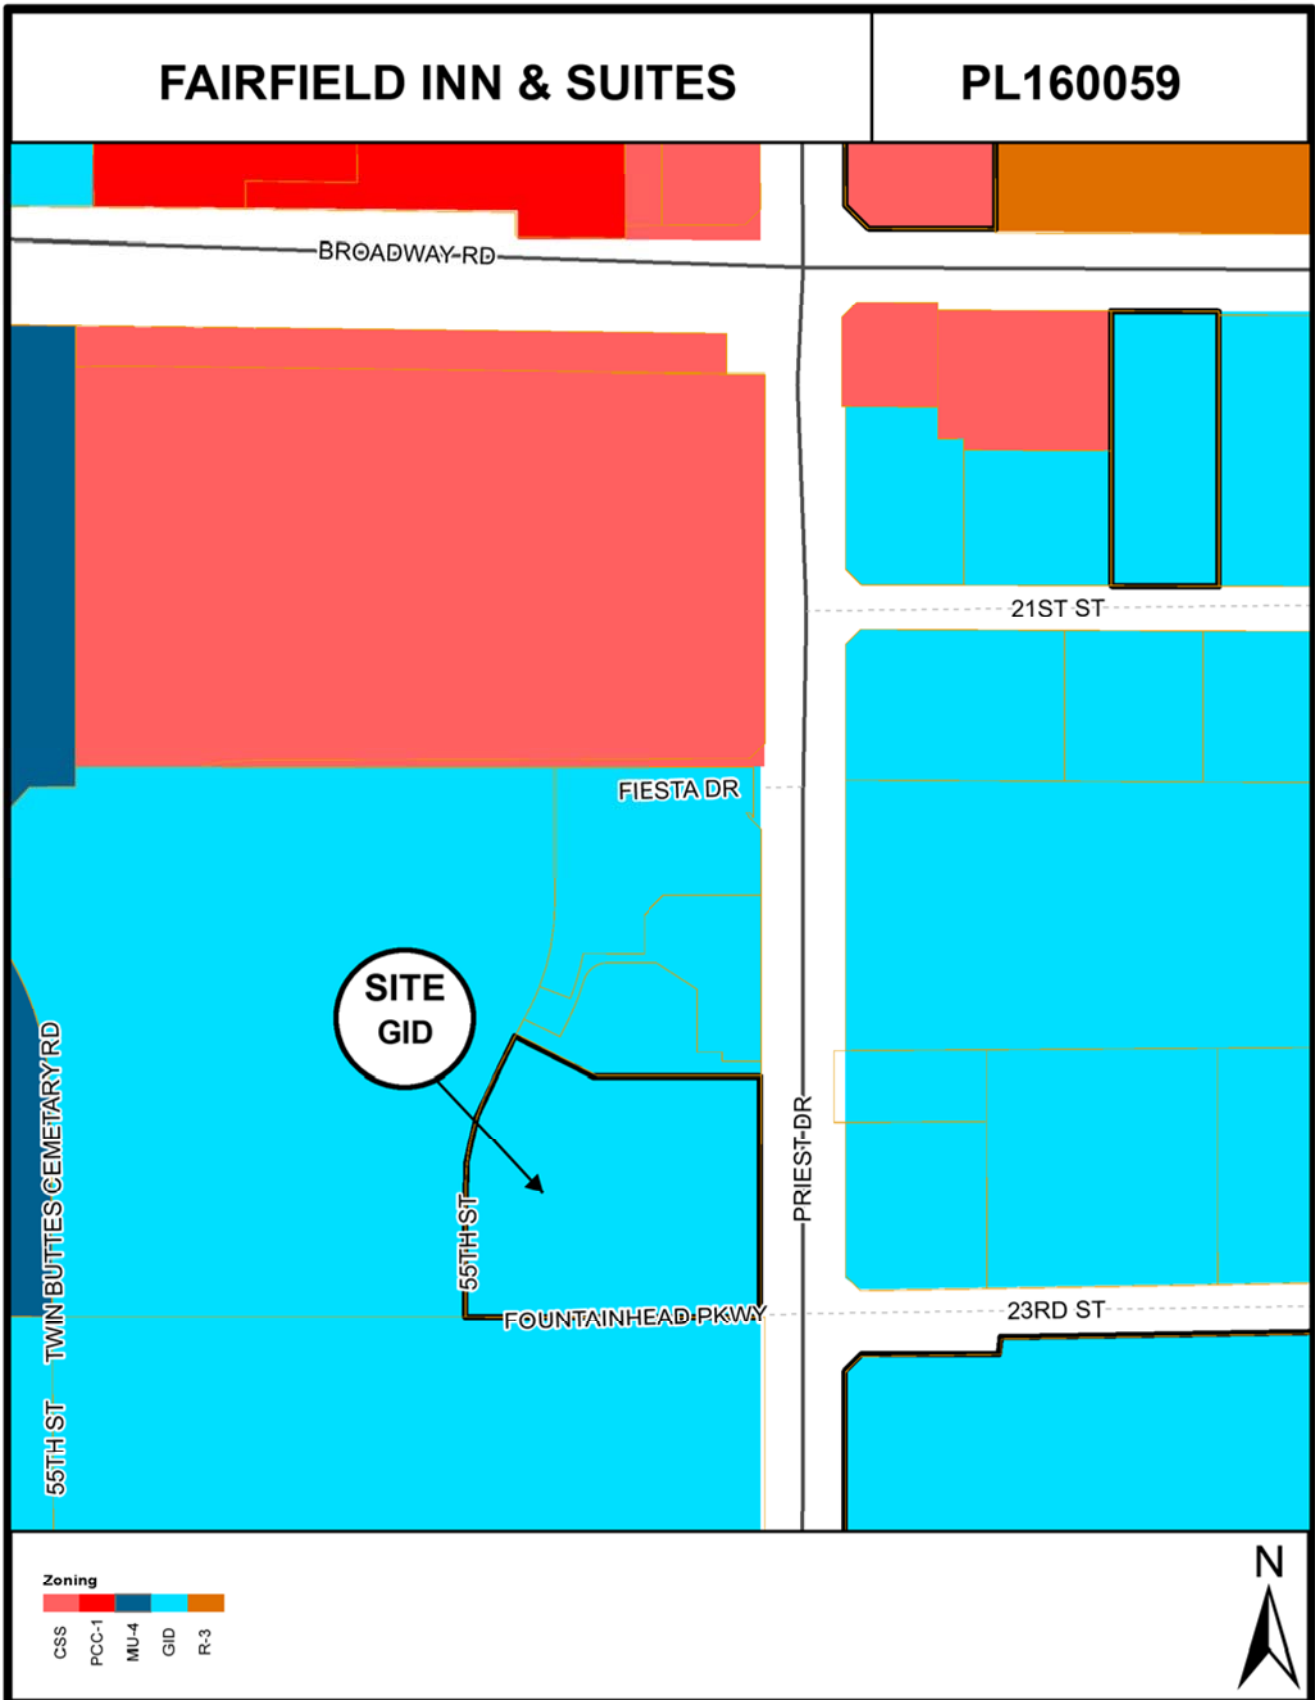 FAIRFIELD INN & SUITES
PL160059
BROADWAY RD
21ST ST
FIESTA DR
SITE
GID
TWIN BUTTES CEMETARY RD
PRIEST DR
55TH ST
FOUNTAINHEAD PKWY
23RD ST
55TH ST
Zoning
CSS
PCC-1
MU-4
GID
R-3
N